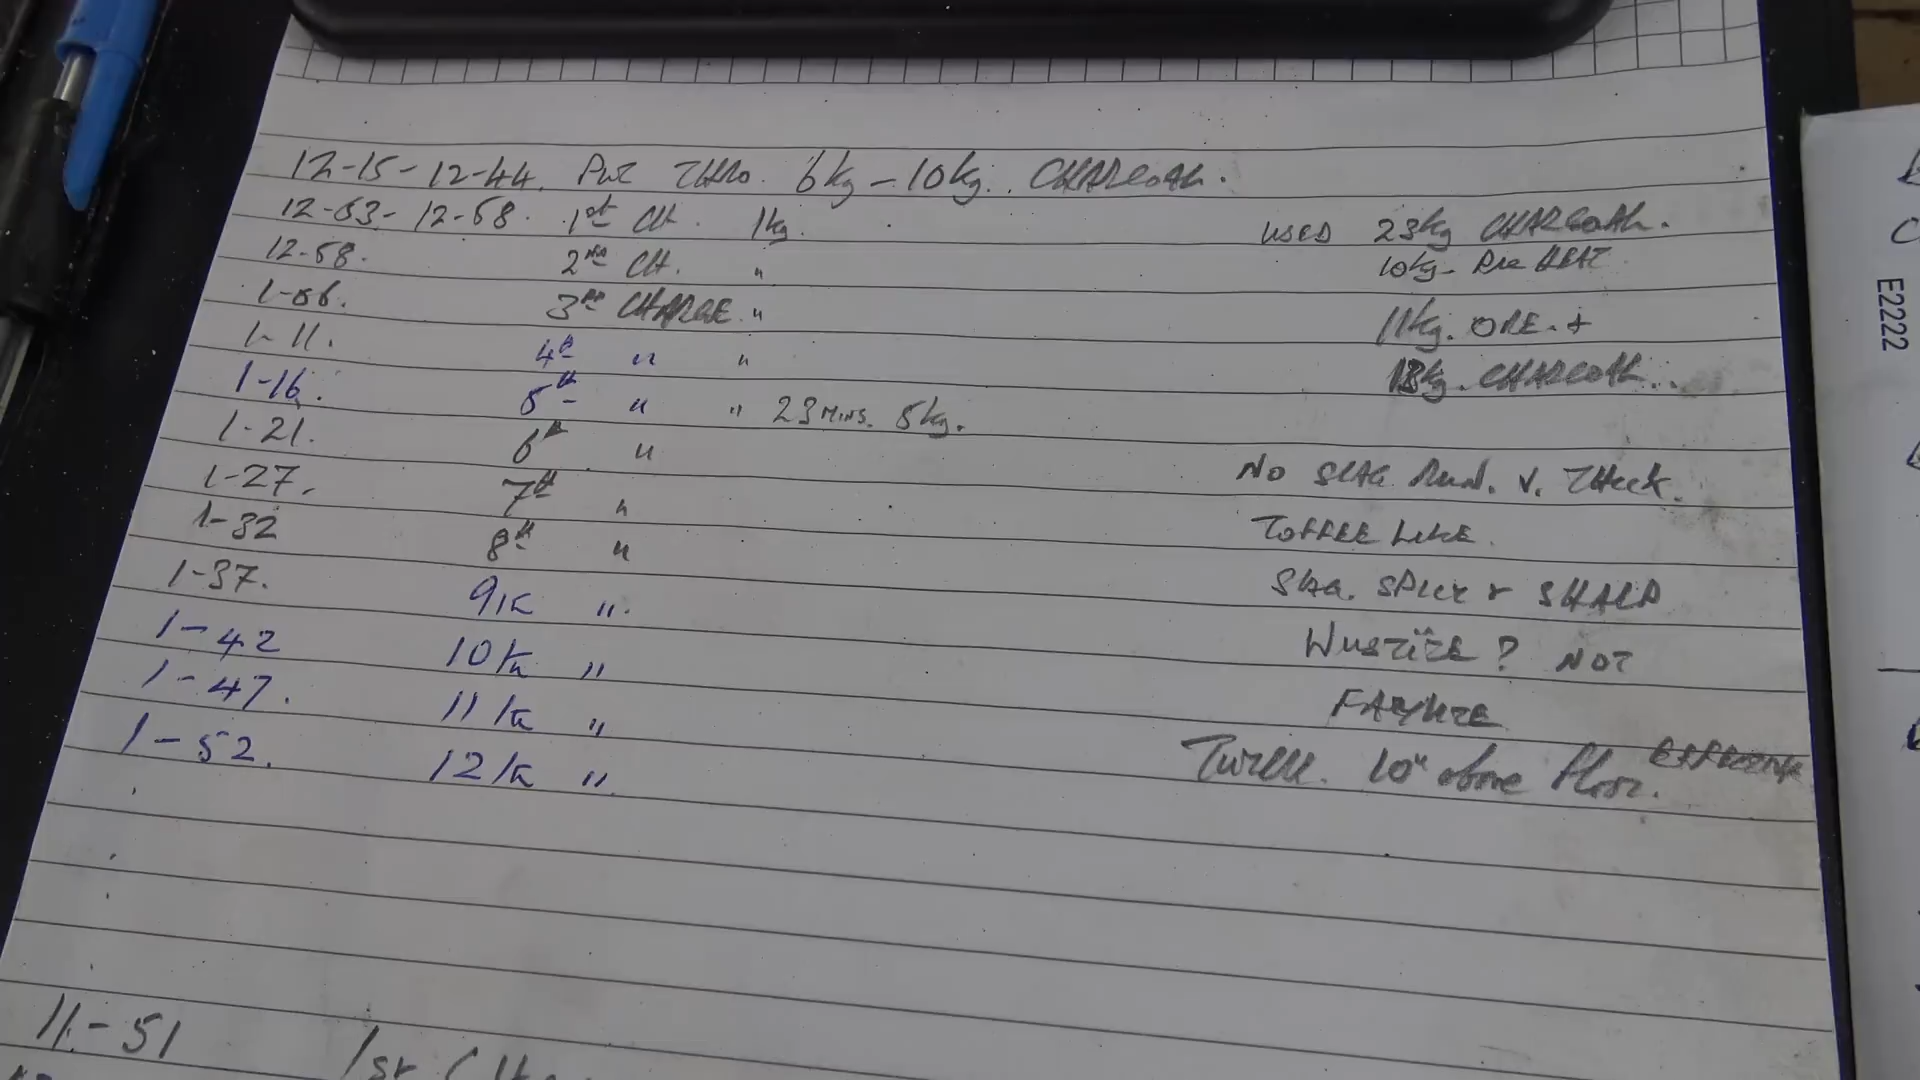 12-15-12-44. Put THRO. 6kg-10kg. CHARCOAL.
12-53-12-58. 1st CH. 1kg.
12-58. 2nd CH. "
1-06. 3rd CHARGE. "
1-11. 4th " "
1-16. 5th " " 23 MINS. 5kg.
1-21. 6th "
1-27. 7th "
1-32 8th "
1-37. 9th ".
1-42 10th "
1-47. 11th "
1-52. 12th ".
USED 23kg CHARCOAL.
10kg- Pre HEAT
11kg. ORE. +
13kg. CHARCOAL..
NO SLAG Run. V. THICK.
TOFFEE LIKE.
SLAG. SPLIT + SHARP
WUSTITE? NOT
FAYLITE
10" above floor.
11-51 1st CH
E2222